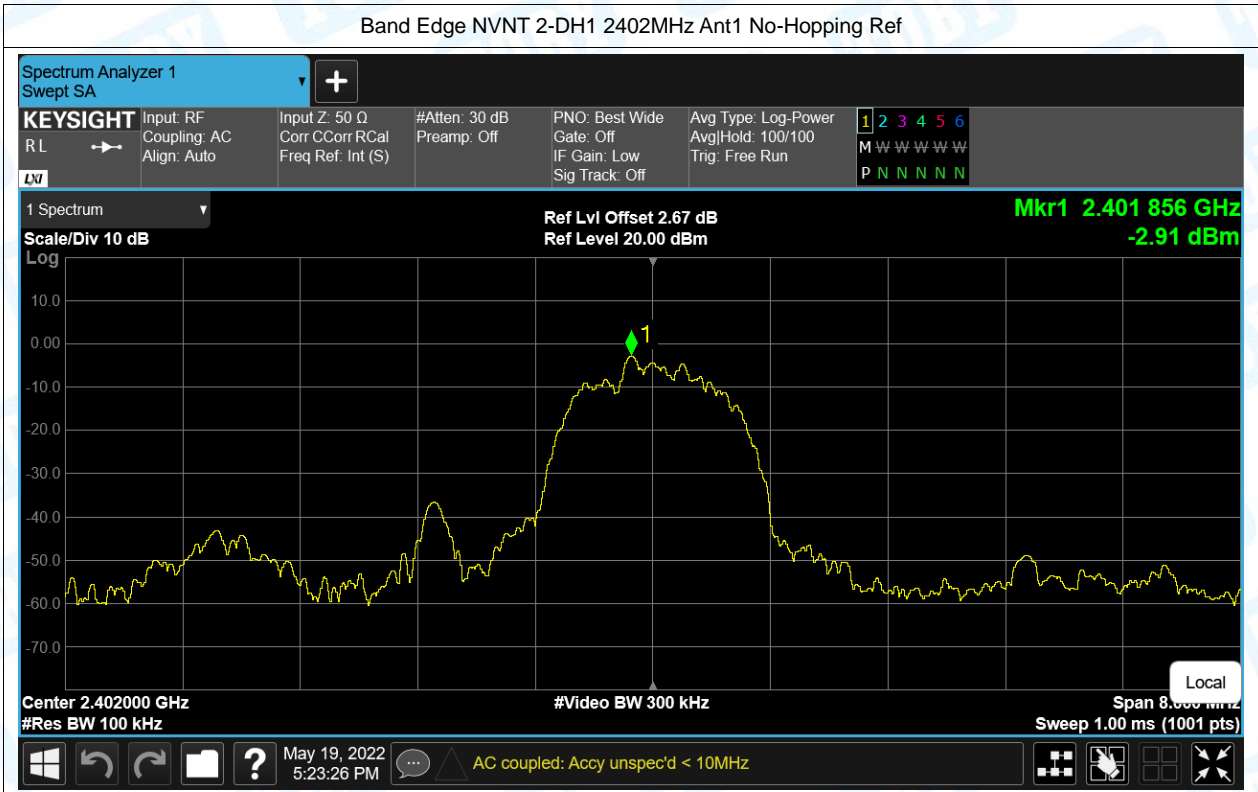 Band Edge NVNT 2-DH1 2402MHz Ant1 No-Hopping Ref
Spectrum Analyzer 1
Swept SA
KEYSIGHT
R L
LXI
Input: RF
Coupling: AC
Align: Auto
Input Z: 50 Ω
Corr CCorr RCal
Freq Ref: Int (S)
#Atten: 30 dB
Preamp: Off
PNO: Best Wide
Gate: Off
IF Gain: Low
Sig Track: Off
Avg Type: Log-Power
Avg|Hold: 100/100
Trig: Free Run
1 2 3 4 5 6
M W W W W W
P N N N N N
1 Spectrum
Scale/Div 10 dB
Log
Ref Lvl Offset 2.67 dB
Ref Level 20.00 dBm
Mkr1 2.401 856 GHz
-2.91 dBm
10.0
0.00
-10.0
-20.0
-30.0
-40.0
-50.0
-60.0
-70.0
1
Local
Center 2.402000 GHz
#Video BW 300 kHz
Span 8.000 MHz
#Res BW 100 kHz
Sweep 1.00 ms (1001 pts)
?
May 19, 2022
5:23:26 PM
AC coupled: Accy unspec'd < 10MHz